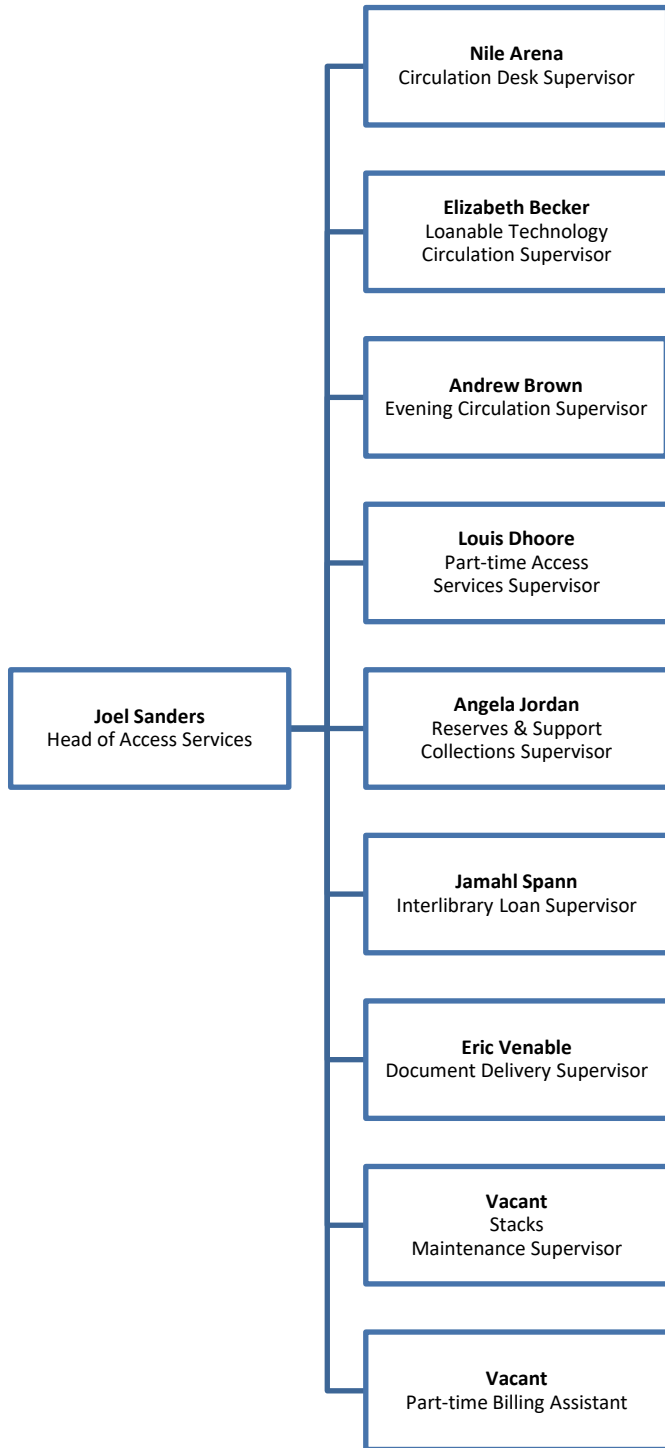 Nile Arena
Circulation Desk Supervisor
Elizabeth Becker
Loanable Technology
Circulation Supervisor
Andrew Brown
Evening Circulation Supervisor
Louis Dhoore
Part-time Access
Services Supervisor
Joel Sanders
Head of Access Services
Angela Jordan
Reserves & Support
Collections Supervisor
Jamahl Spann
Interlibrary Loan Supervisor
Eric Venable
Document Delivery Supervisor
Vacant
Stacks
Maintenance Supervisor
Vacant
Part-time Billing Assistant